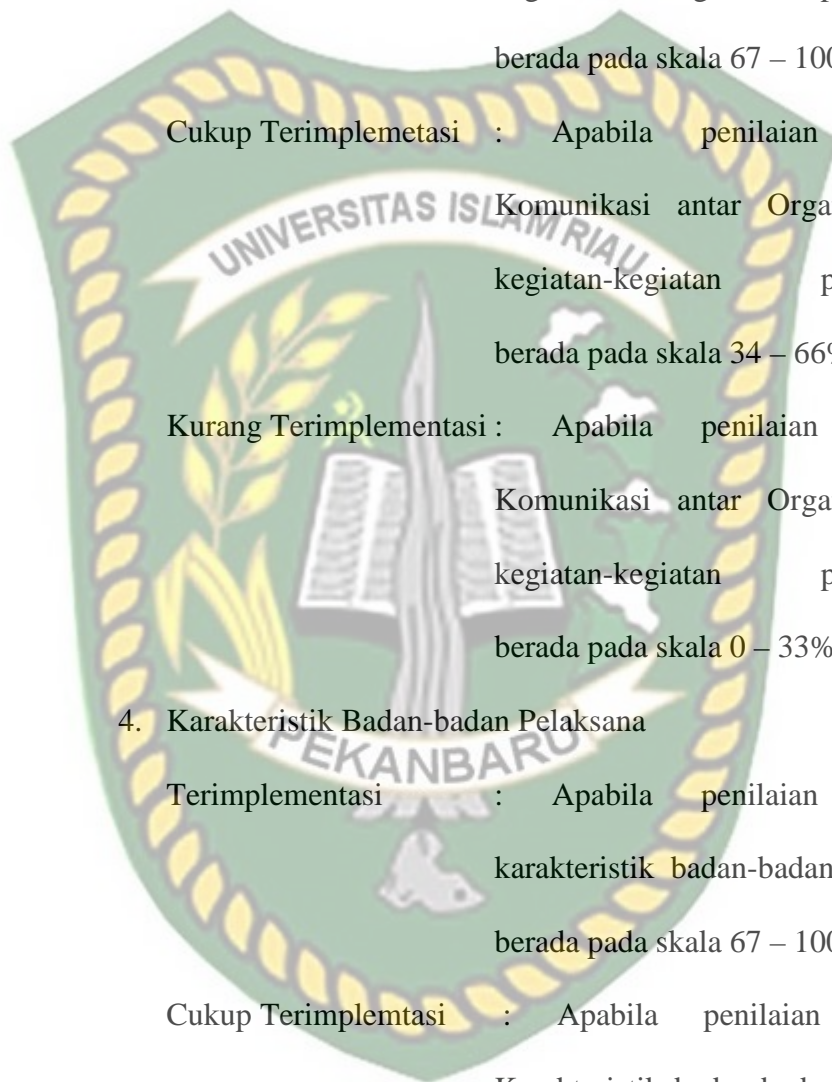 berada pada skala 67 – 100
Cukup Terimplemetasi : Apabila penilaian
Komunikasi antar Orga
kegiatan-kegiatan p
berada pada skala 34 – 66%
Kurang Terimplementasi : Apabila penilaian
Komunikasi antar Orga
kegiatan-kegiatan p
berada pada skala 0 – 33%
4. Karakteristik Badan-badan Pelaksana
Terimplementasi : Apabila penilaian
karakteristik badan-badan
berada pada skala 67 – 100
Cukup Terimplemtasi : Apabila penilaian
UNIVERSITAS ISLAM RIAU
PEKANBARU